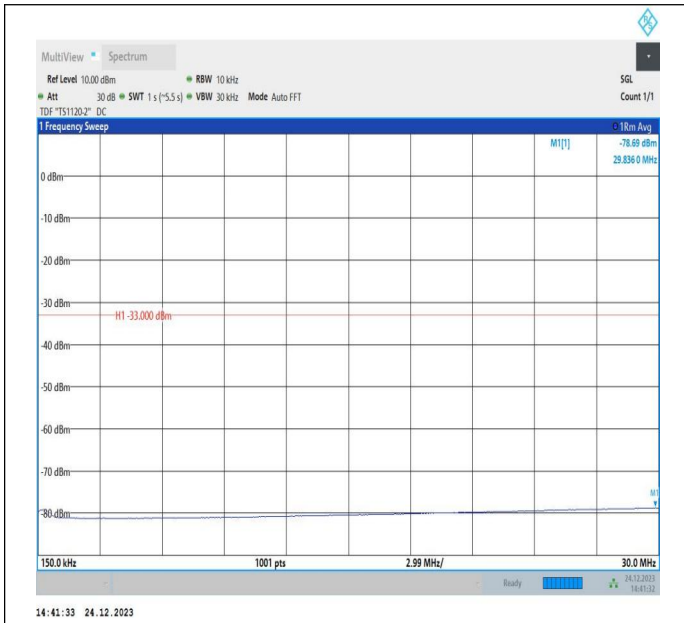 R S
MultiView Spectrum
Ref Level 10.00 dBm RBW 10 kHz SGL
Att 30 dB SWT 1 s (~5.5 s) VBW 30 kHz Mode Auto FFT Count 1/1
TDF "TS1120-2" DC
1 Frequency Sweep 1Rm Avg
M1[1] -78.69 dBm
29.836 0 MHz
0 dBm
-10 dBm
-20 dBm
-30 dBm
H1 -33.000 dBm
-40 dBm
-50 dBm
-60 dBm
-70 dBm
M1
-80 dBm
150.0 kHz 1001 pts 2.99 MHz/ 30.0 MHz
Ready 24.12.2023
14:41:32
14:41:33 24.12.2023